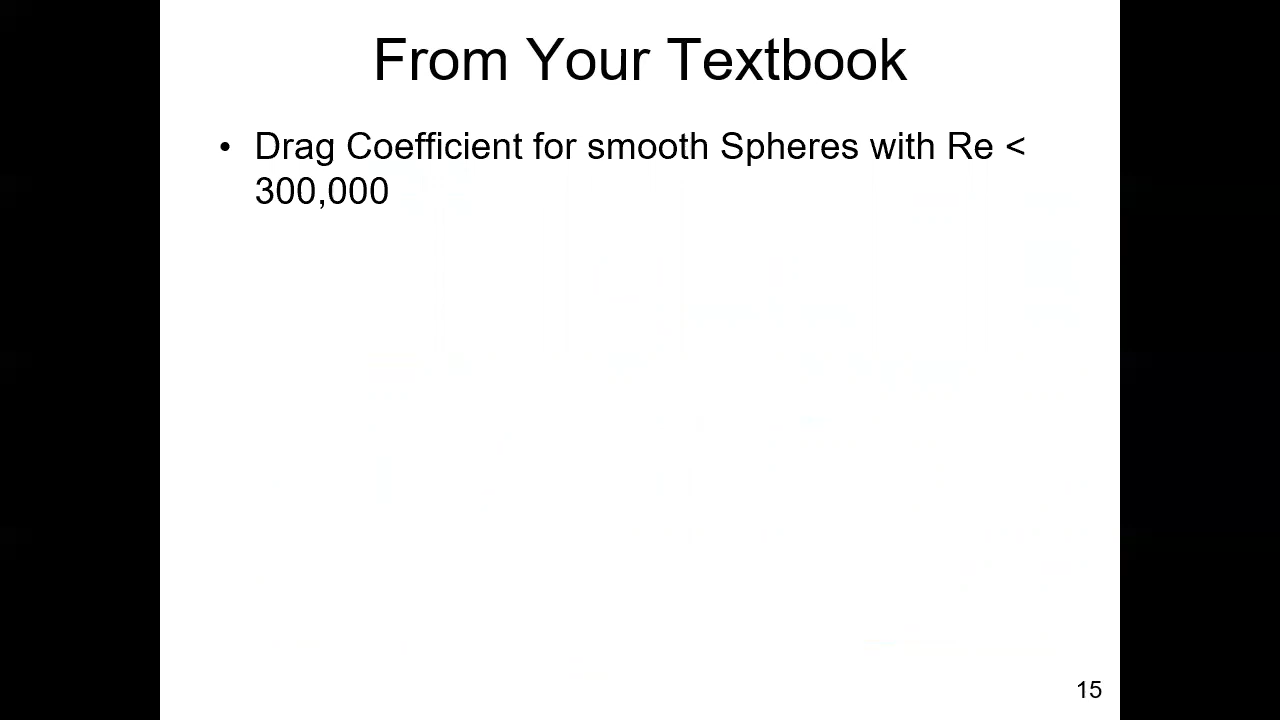 From Your Textbook
• Drag Coefficient for smooth Spheres with Re <
300,000
15